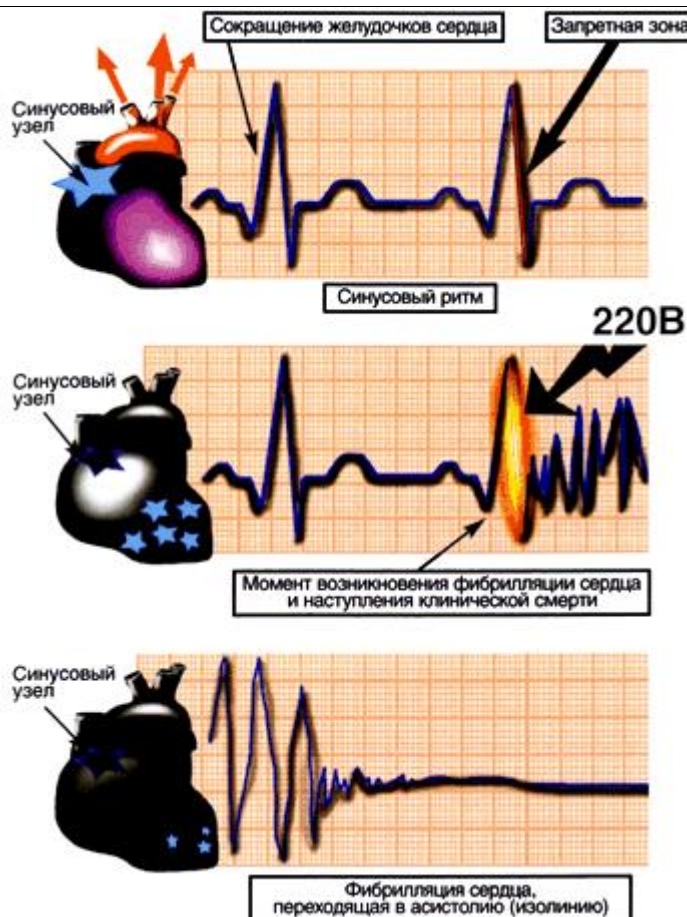 Сокращение желудочков сердца
Запретная зона
Синусовый
узел
Синусовый ритм
220В
Синусовый
узел
Момент возникновения фибрилляции сердца
и наступления клинической смерти
Синусовый
узел
Фибрилляция сердца,
переходящая в асистолию (изолинию)